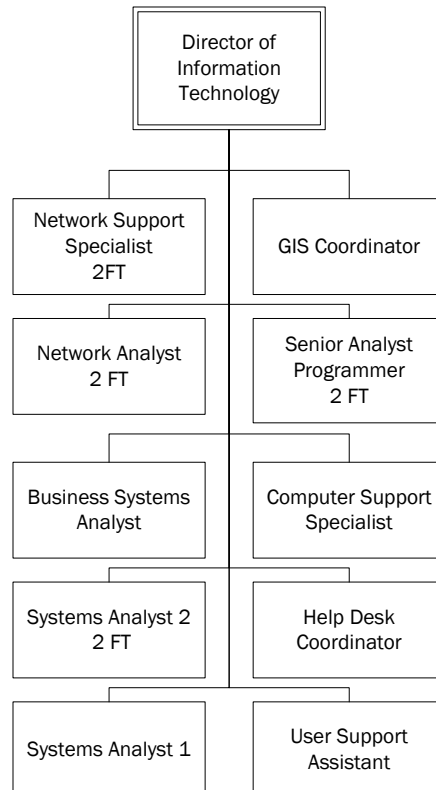 Director of
Information
Technology
Network Support
Specialist
2FT
GIS Coordinator
Network Analyst
2 FT
Senior Analyst
Programmer
2 FT
Business Systems
Analyst
Computer Support
Specialist
Systems Analyst 2
2 FT
Help Desk
Coordinator
Systems Analyst 1
User Support
Assistant